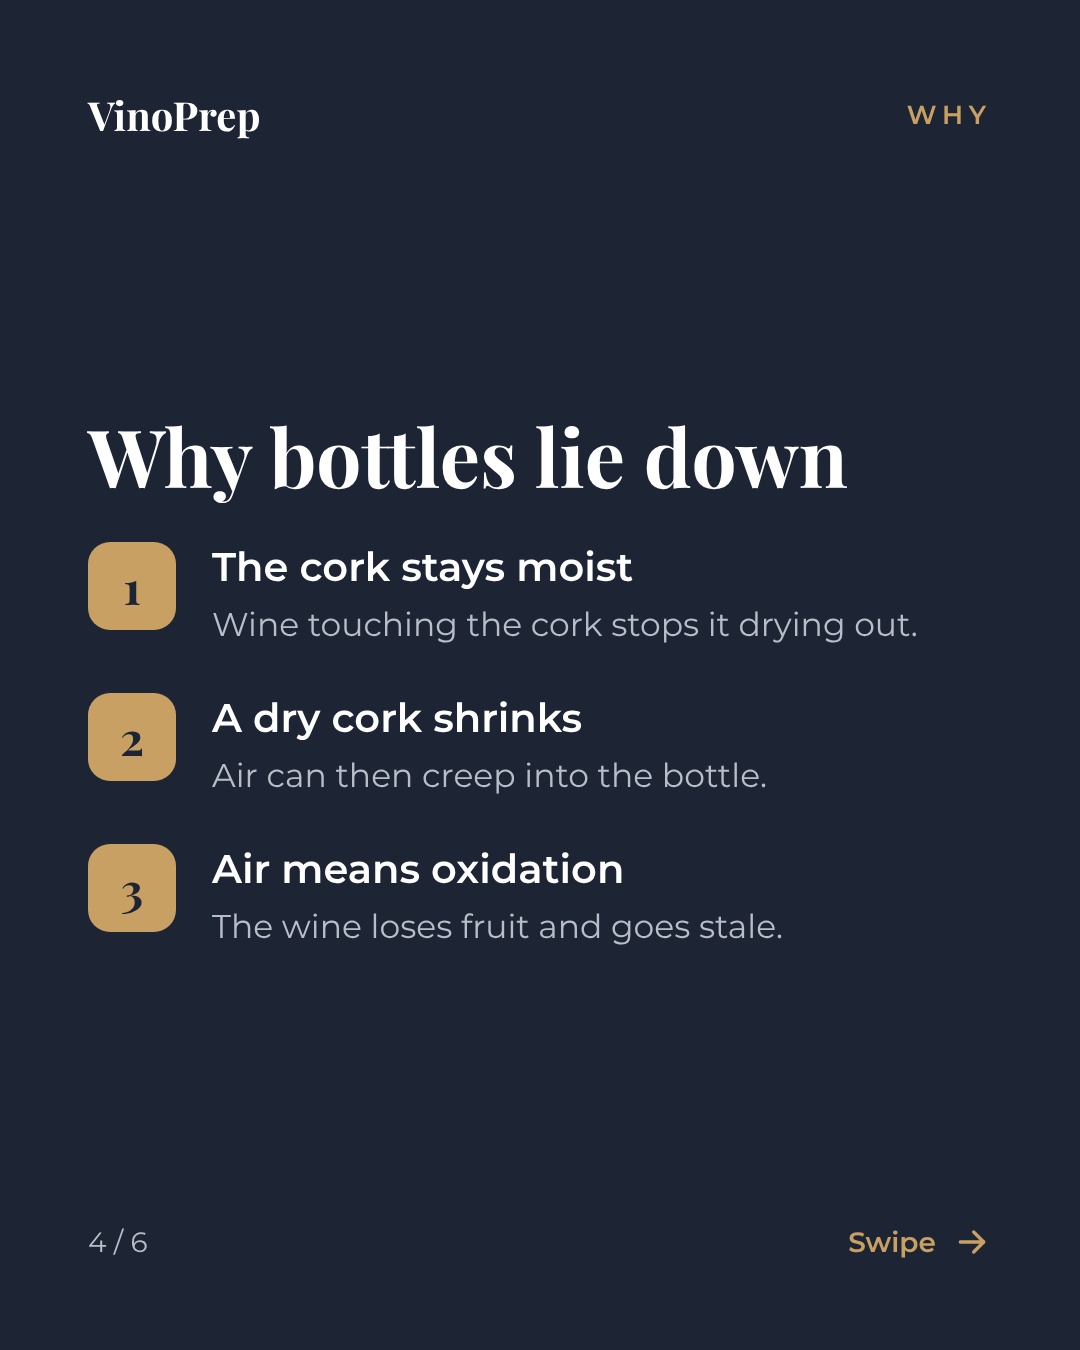 VinoPrep
WHY
Why bottles lie down
1
The cork stays moist
Wine touching the cork stops it drying out.
2
A dry cork shrinks
Air can then creep into the bottle.
3
Air means oxidation
The wine loses fruit and goes stale.
4 / 6
Swipe →